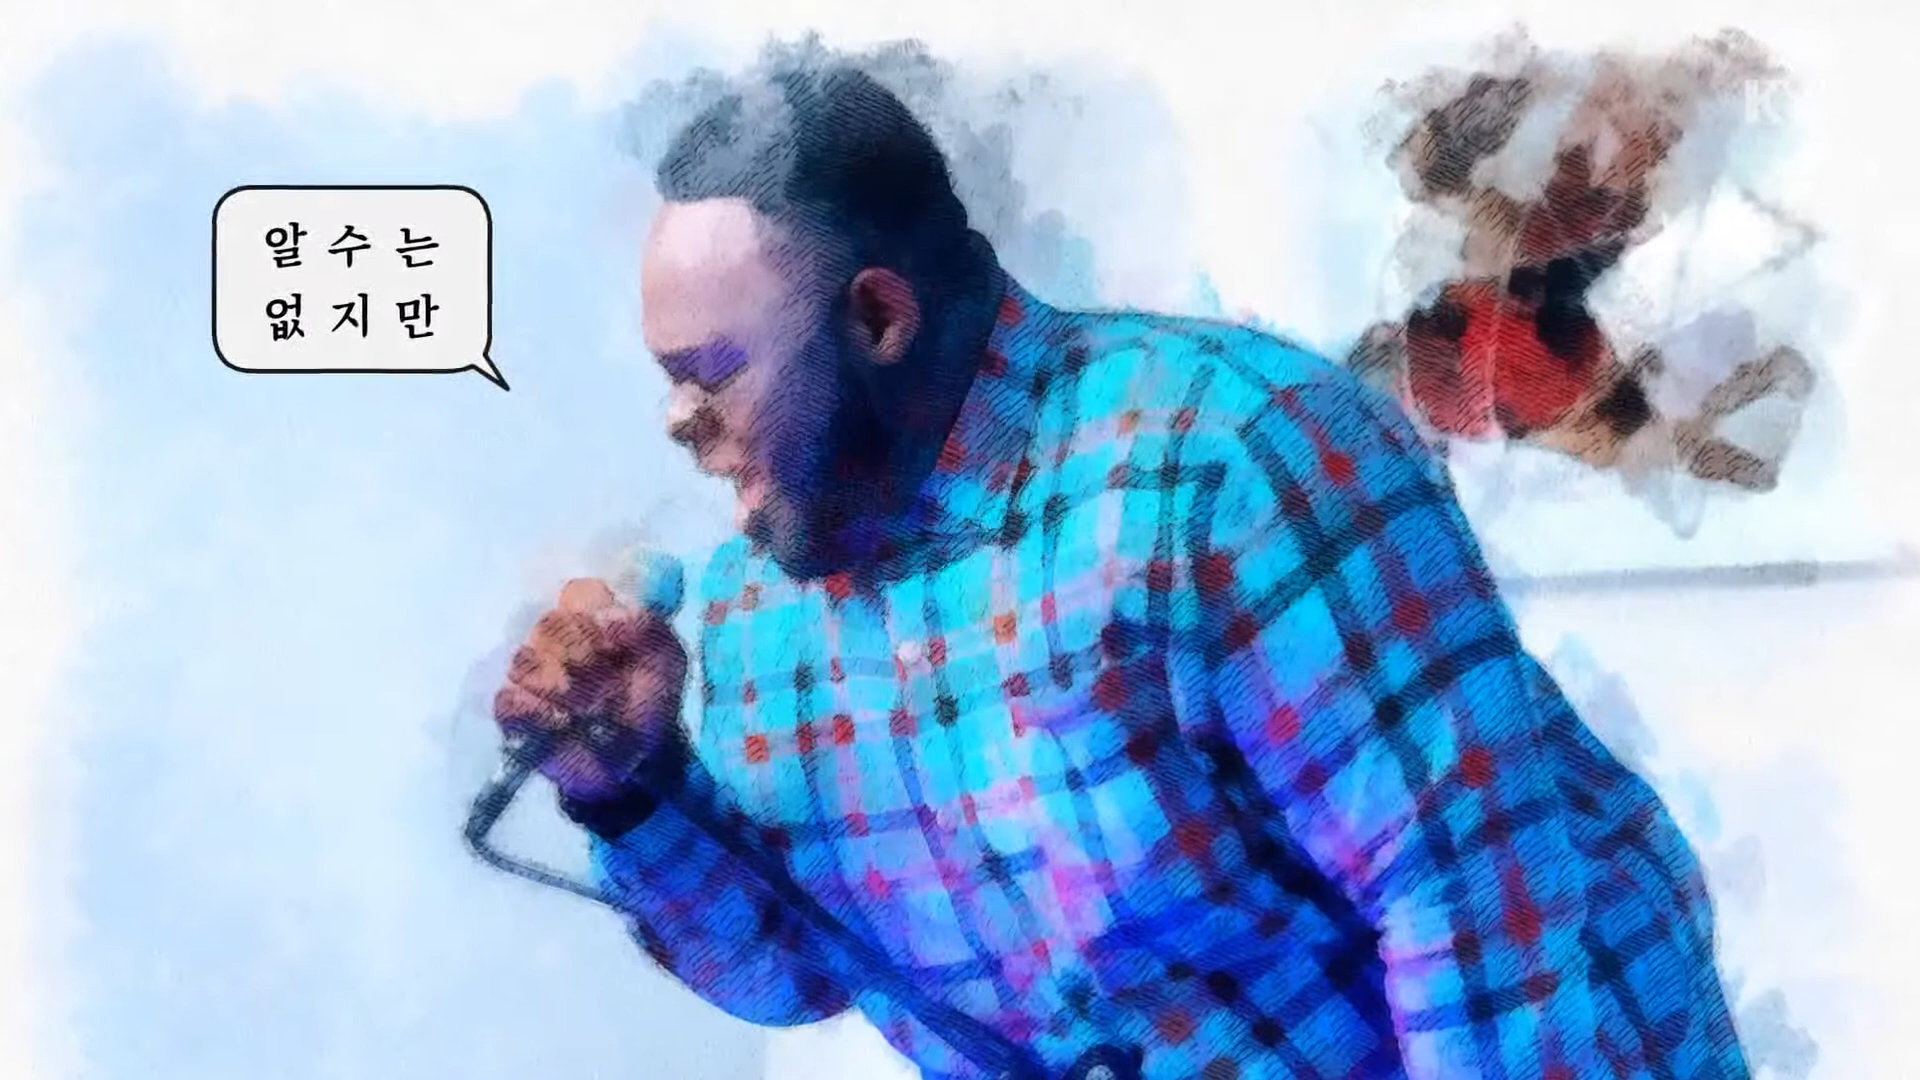 알 수 는
없 지 만